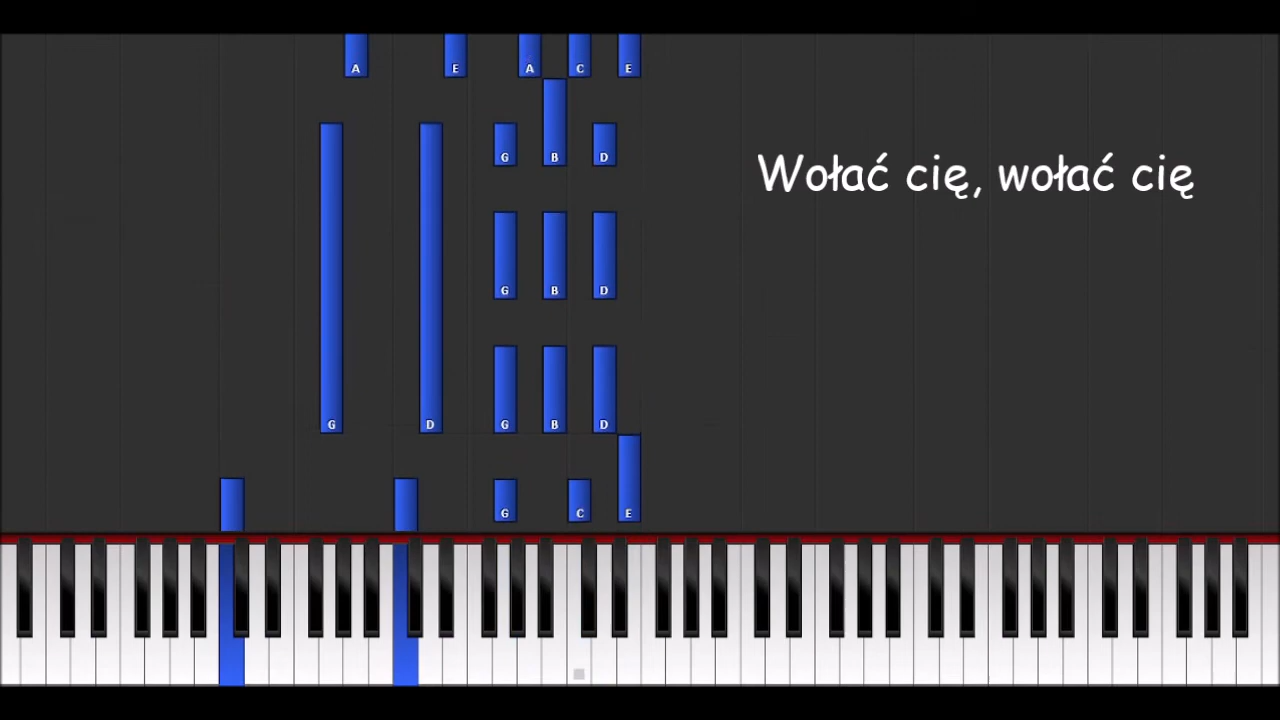 A E A C E
G B D
Wołać cię, wołać cię
G B D
G D G B D
G C E